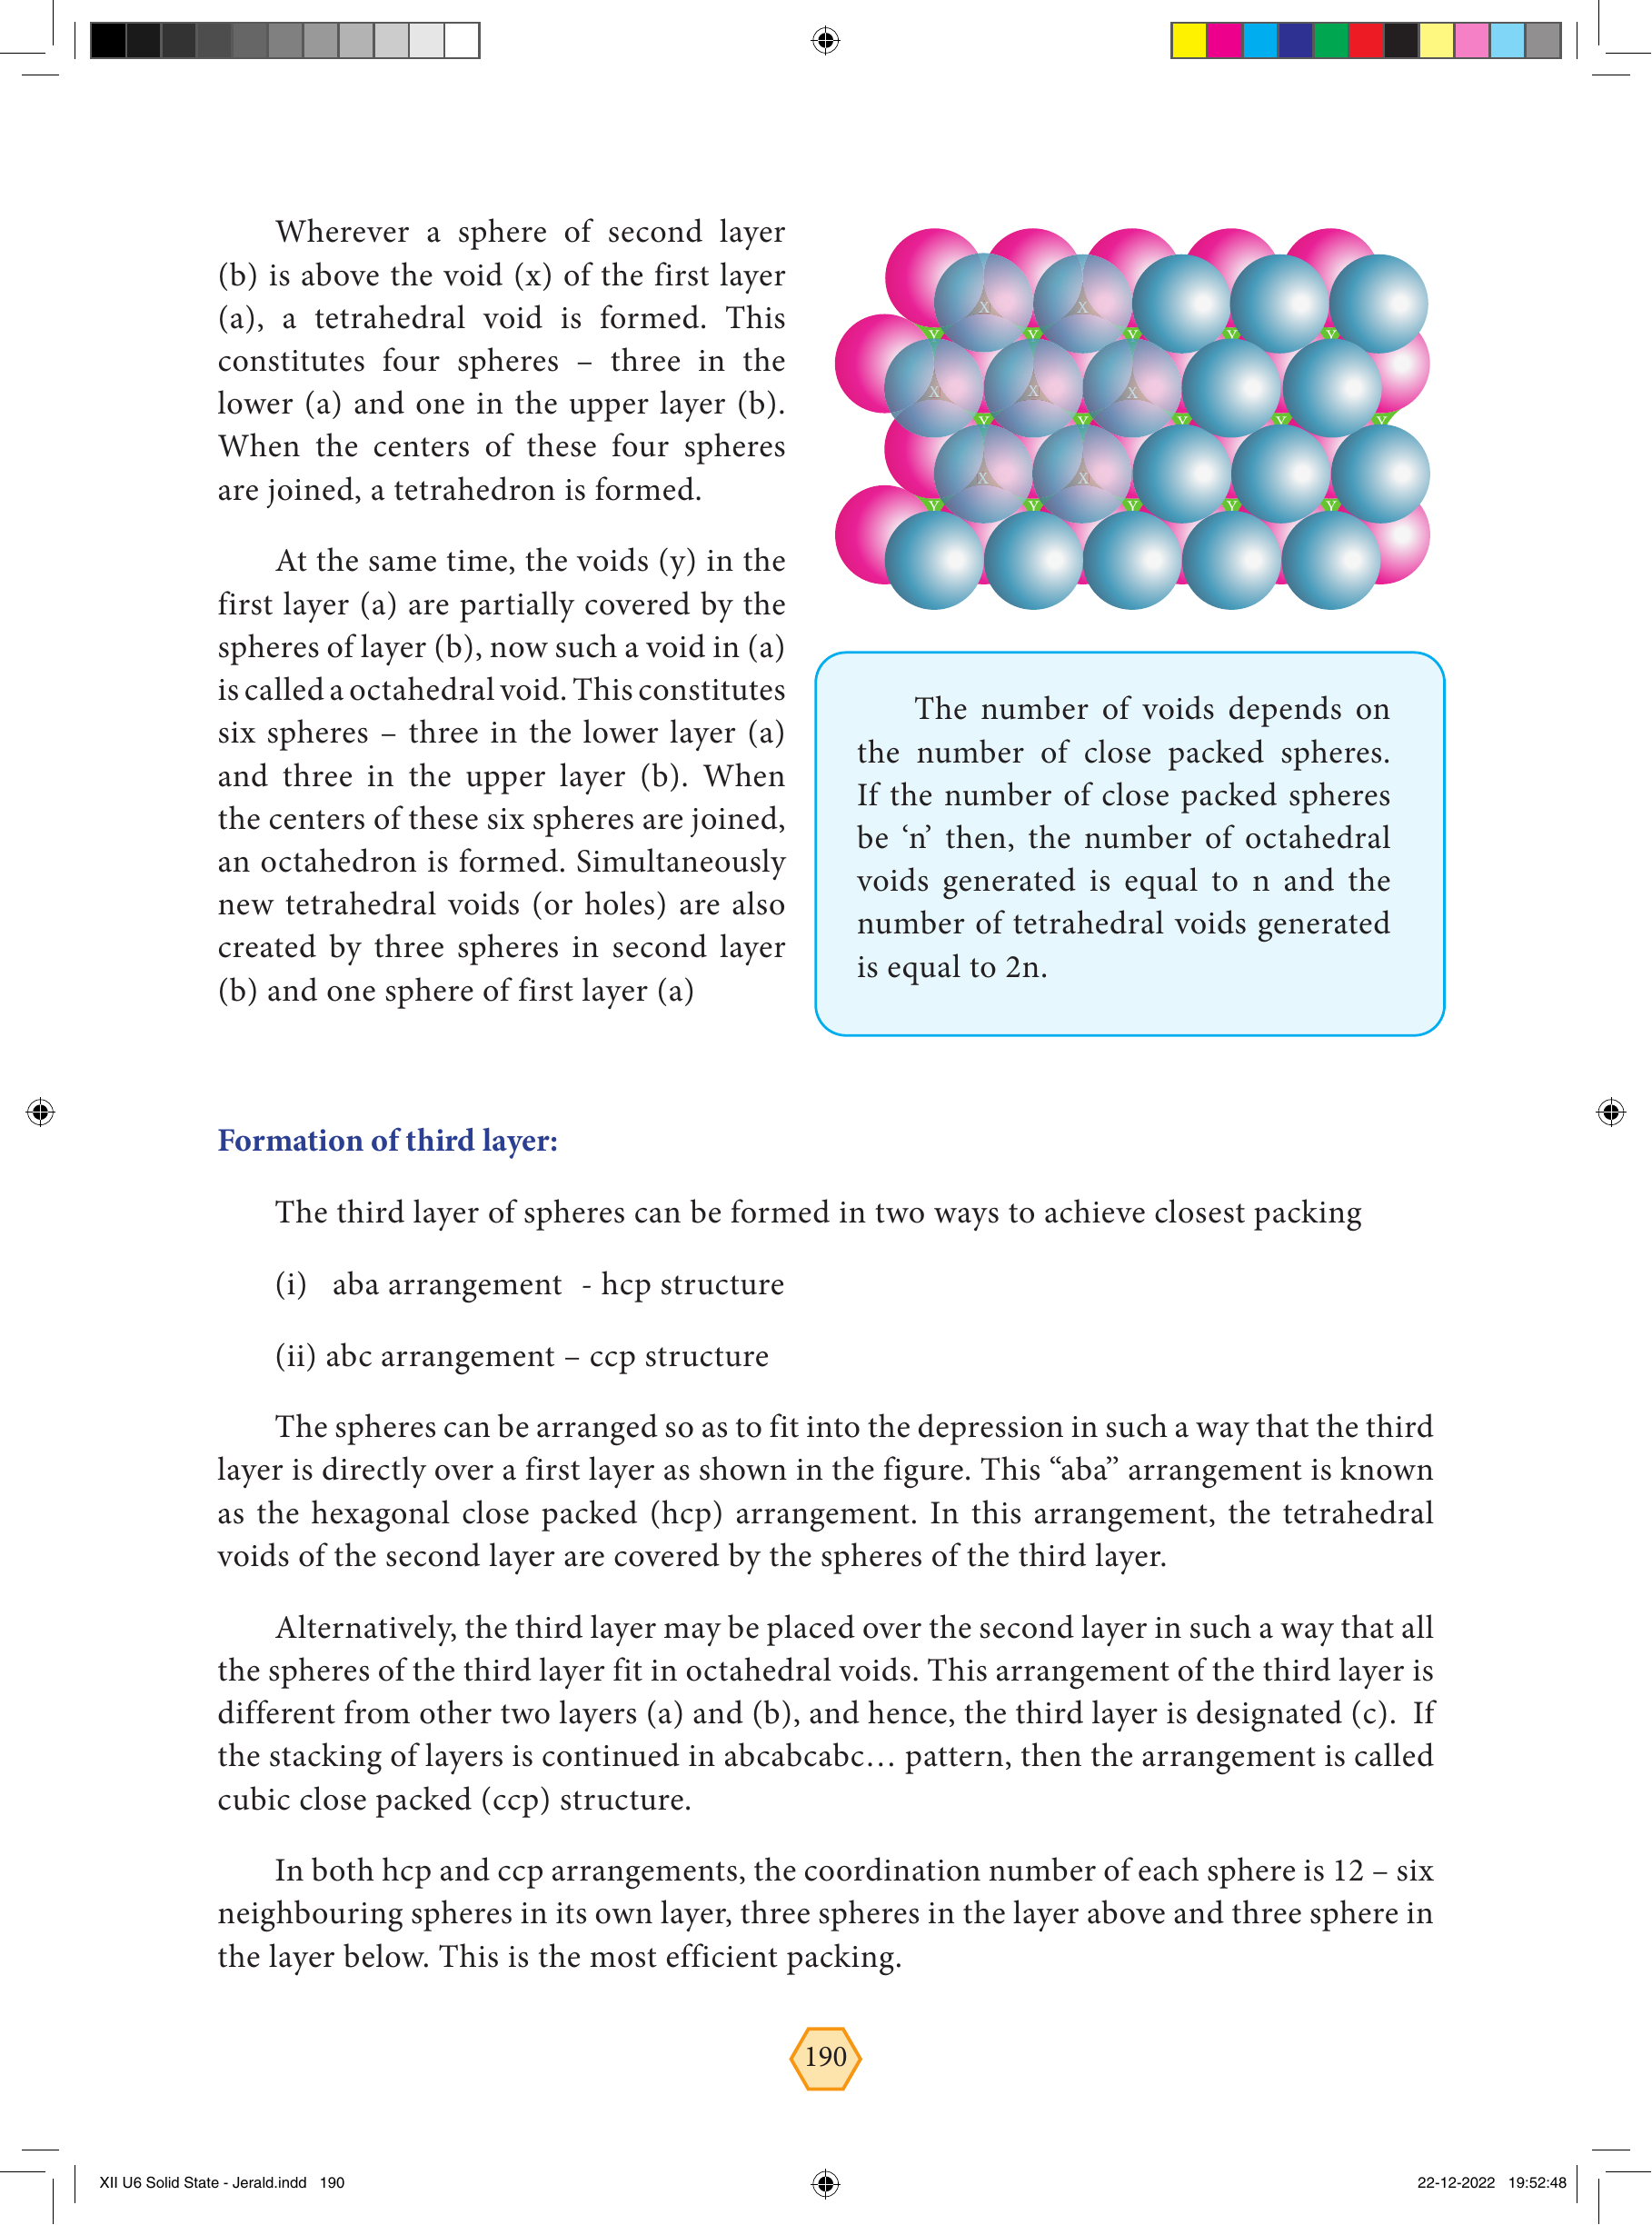 Wherever a sphere of second layer
(b) is above the void (x) of the first layer
(a), a tetrahedral void is formed. This
constitutes four spheres – three in the
lower (a) and one in the upper layer (b).
When the centers of these four spheres
are joined, a tetrahedron is formed.
At the same time, the voids (y) in the
first layer (a) are partially covered by the
spheres of layer (b), now such a void in (a)
is called a octahedral void. This constitutes
six spheres – three in the lower layer (a)
and three in the upper layer (b). When
the centers of these six spheres are joined,
an octahedron is formed. Simultaneously
new tetrahedral voids (or holes) are also
created by three spheres in second layer
(b) and one sphere of first layer (a)
X X
Y Y Y Y Y
X X X
Y Y Y Y Y
X X
Y Y Y Y Y
The number of voids depends on
the number of close packed spheres.
If the number of close packed spheres
be ‘n’ then, the number of octahedral
voids generated is equal to n and the
number of tetrahedral voids generated
is equal to 2n.
Formation of third layer:
The third layer of spheres can be formed in two ways to achieve closest packing
(i) aba arrangement - hcp structure
(ii) abc arrangement – ccp structure
The spheres can be arranged so as to fit into the depression in such a way that the third
layer is directly over a first layer as shown in the figure. This “aba’’ arrangement is known
as the hexagonal close packed (hcp) arrangement. In this arrangement, the tetrahedral
voids of the second layer are covered by the spheres of the third layer.
Alternatively, the third layer may be placed over the second layer in such a way that all
the spheres of the third layer fit in octahedral voids. This arrangement of the third layer is
different from other two layers (a) and (b), and hence, the third layer is designated (c). If
the stacking of layers is continued in abcabcabc… pattern, then the arrangement is called
cubic close packed (ccp) structure.
In both hcp and ccp arrangements, the coordination number of each sphere is 12 – six
neighbouring spheres in its own layer, three spheres in the layer above and three sphere in
the layer below. This is the most efficient packing.
190
XII U6 Solid State - Jerald.indd 190
22-12-2022 19:52:48